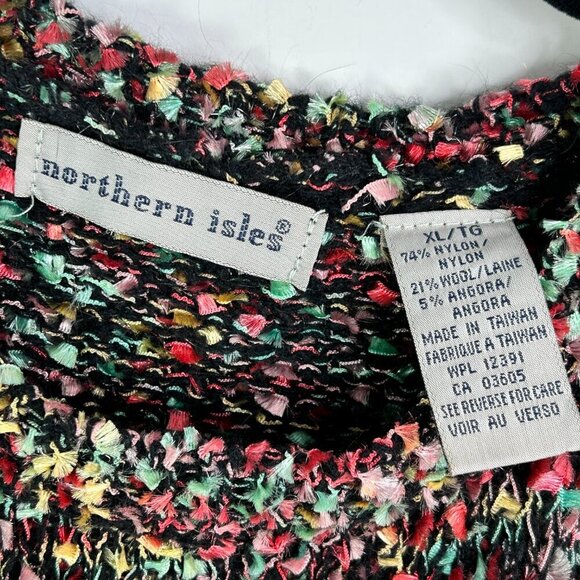 northern isles®
XL/TG
74% NYLON/
NYLON
21% WOOL/LAINE
5% ANGORA/
ANGORA
MADE IN TAIWAN
FABRIQUE A TAIWAN
WPL 12391
CA 03605
SEE REVERSE FOR CARE
VOIR AU VERSO